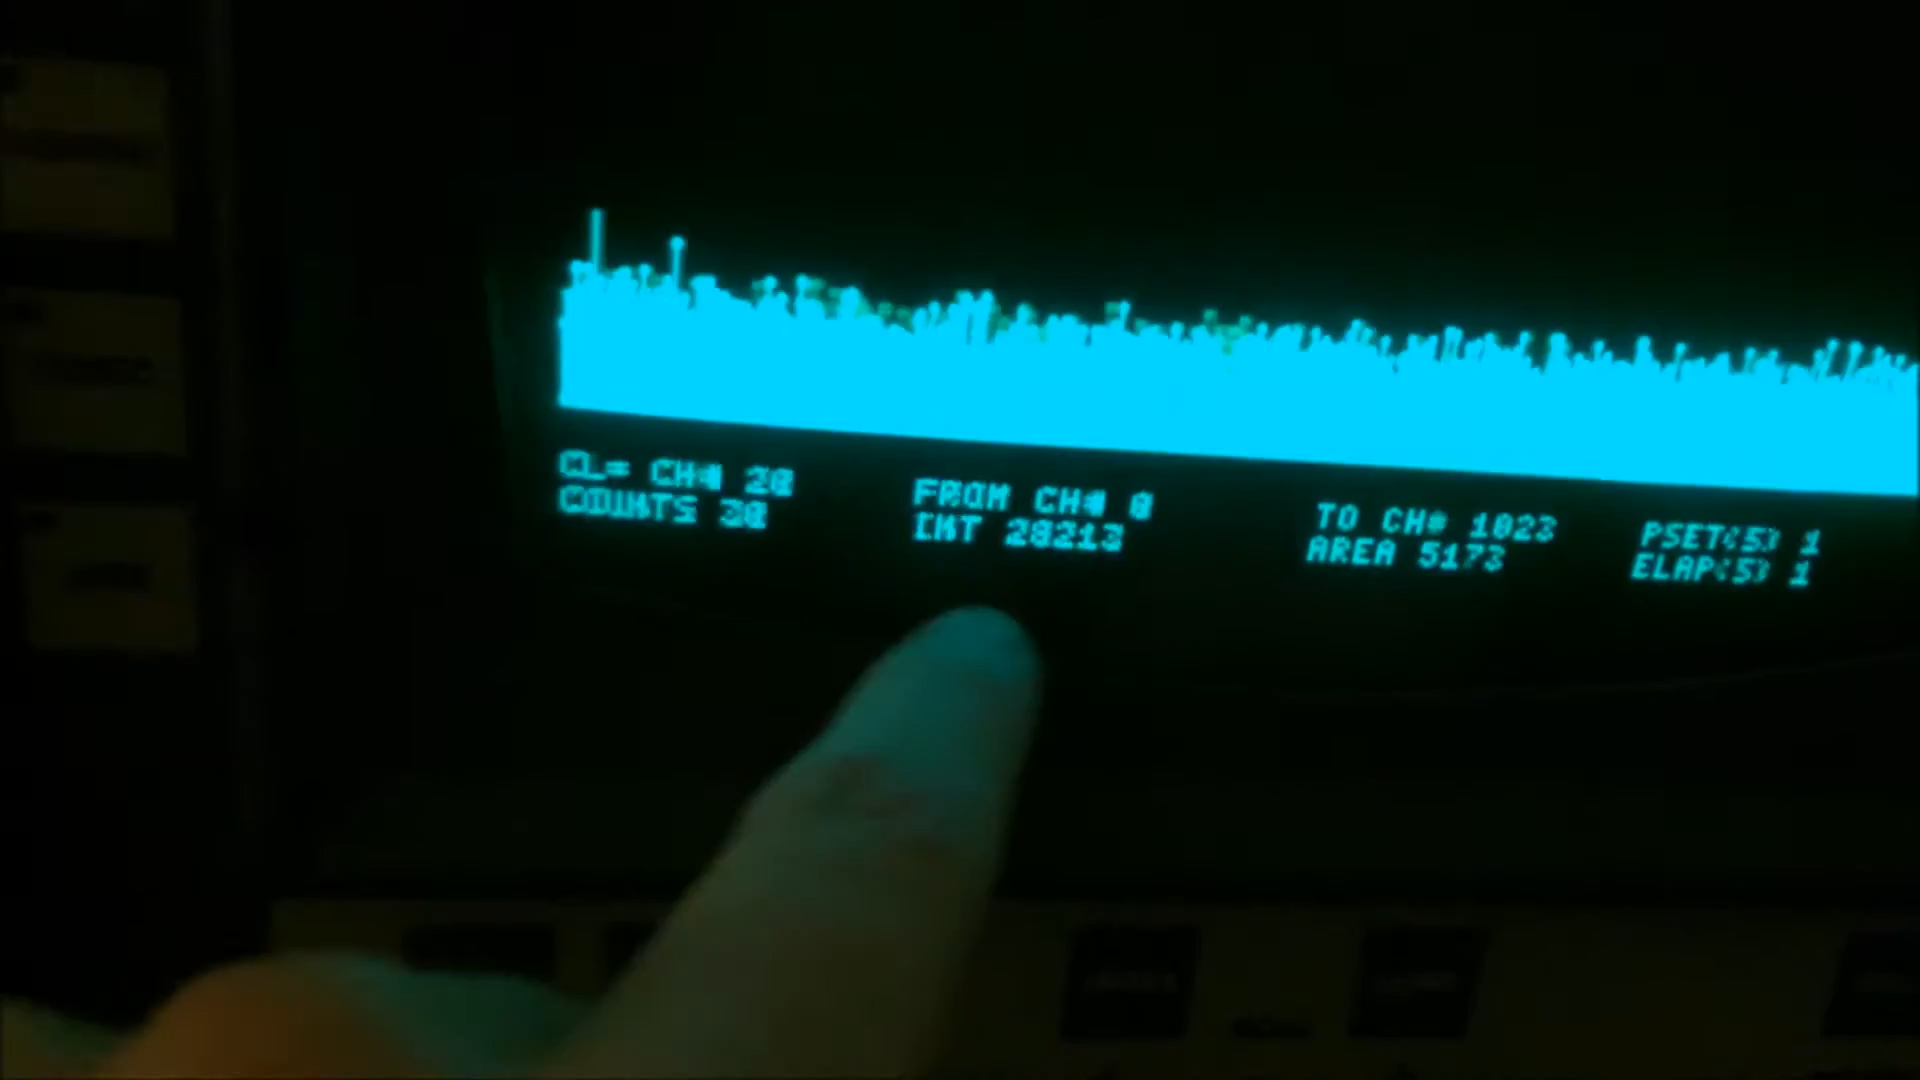 CL= CH# 20
COUNTS 30
FROM CH# 0
INT 28213
TO CH# 1023
AREA 5173
PSET(S) 1
ELAP(S) 1